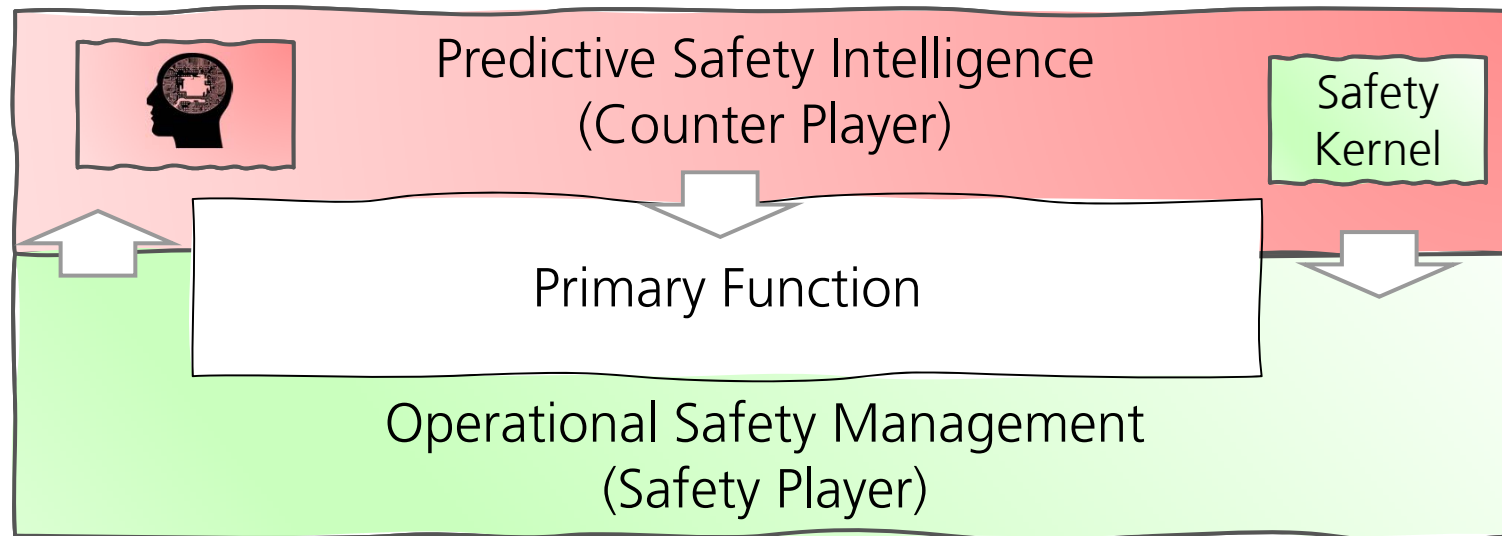 Predictive Safety Intelligence
(Counter Player)
Safety
Kernel
Primary Function
Operational Safety Management
(Safety Player)